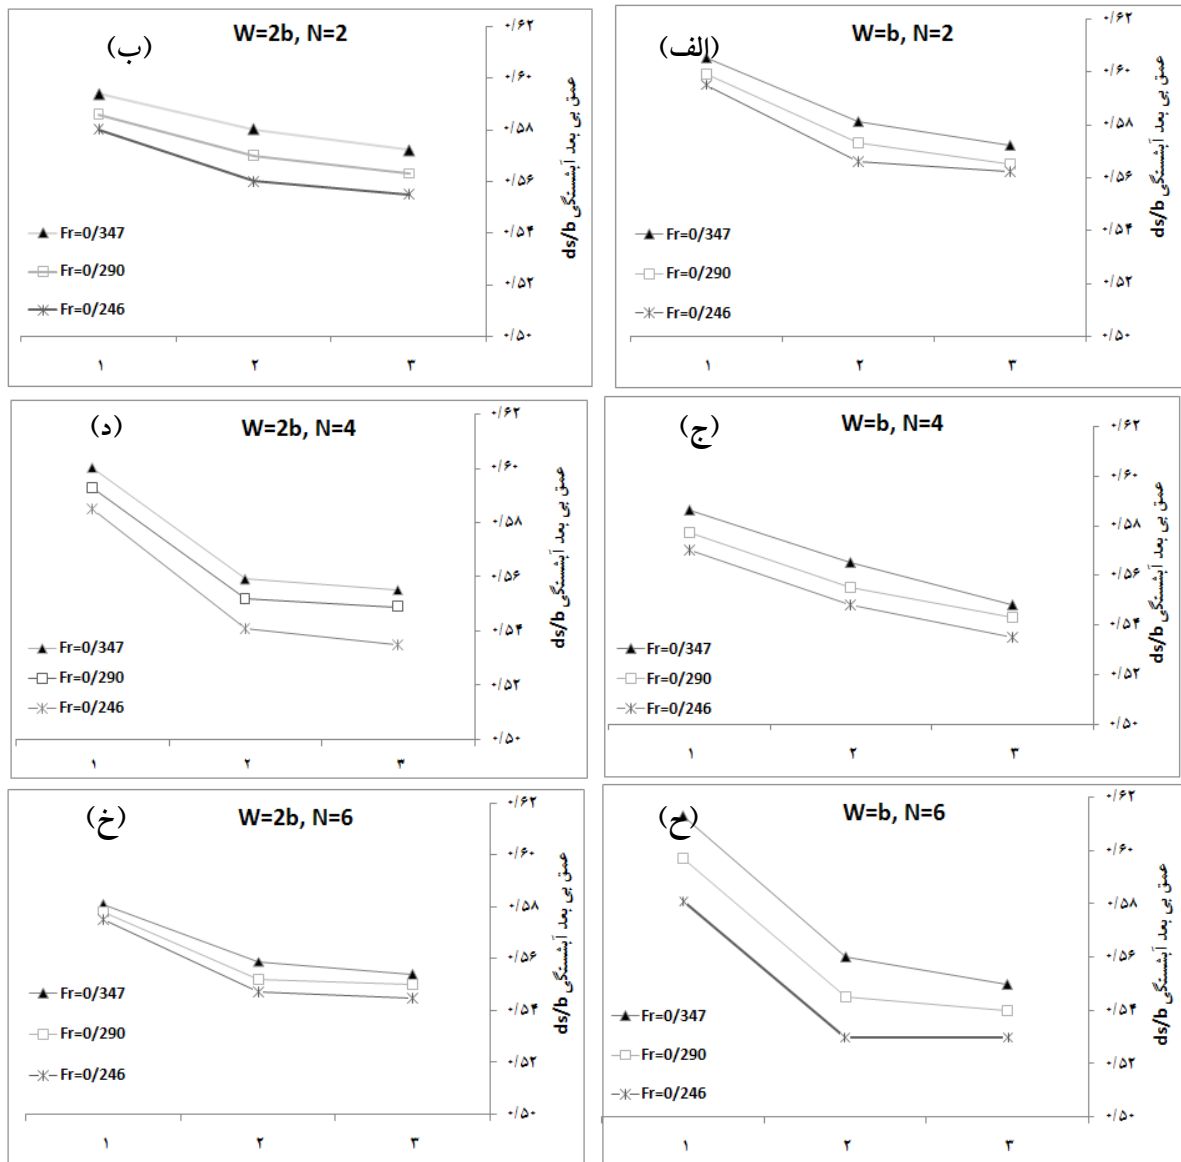 (الف)
W=b, N=2
۰/۶۲
۰/۶۰
۰/۵۸
۰/۵۶
۰/۵۴
۰/۵۲
۰/۵۰
عمق بی بعد آبشستگی ds/b
Fr=0/347
Fr=0/290
Fr=0/246
۱ ۲ ۳
(ب)
W=2b, N=2
۰/۶۲
۰/۶۰
۰/۵۸
۰/۵۶
۰/۵۴
۰/۵۲
۰/۵۰
عمق بی بعد آبشستگی ds/b
Fr=0/347
Fr=0/290
Fr=0/246
۱ ۲ ۳
(ج)
W=b, N=4
۰/۶۲
۰/۶۰
۰/۵۸
۰/۵۶
۰/۵۴
۰/۵۲
۰/۵۰
عمق بی بعد آبشستگی ds/b
Fr=0/347
Fr=0/290
Fr=0/246
۱ ۲ ۳
(د)
W=2b, N=4
۰/۶۲
۰/۶۰
۰/۵۸
۰/۵۶
۰/۵۴
۰/۵۲
۰/۵۰
عمق بی بعد آبشستگی ds/b
Fr=0/347
Fr=0/290
Fr=0/246
۱ ۲ ۳
(ح)
W=b, N=6
۰/۶۲
۰/۶۰
۰/۵۸
۰/۵۶
۰/۵۴
۰/۵۲
۰/۵۰
عمق بی بعد آبشستگی ds/b
Fr=0/347
Fr=0/290
Fr=0/246
۱ ۲ ۳
(خ)
W=2b, N=6
۰/۶۲
۰/۶۰
۰/۵۸
۰/۵۶
۰/۵۴
۰/۵۲
۰/۵۰
عمق بی بعد آبشستگی ds/b
Fr=0/347
Fr=0/290
Fr=0/246
۱ ۲ ۳